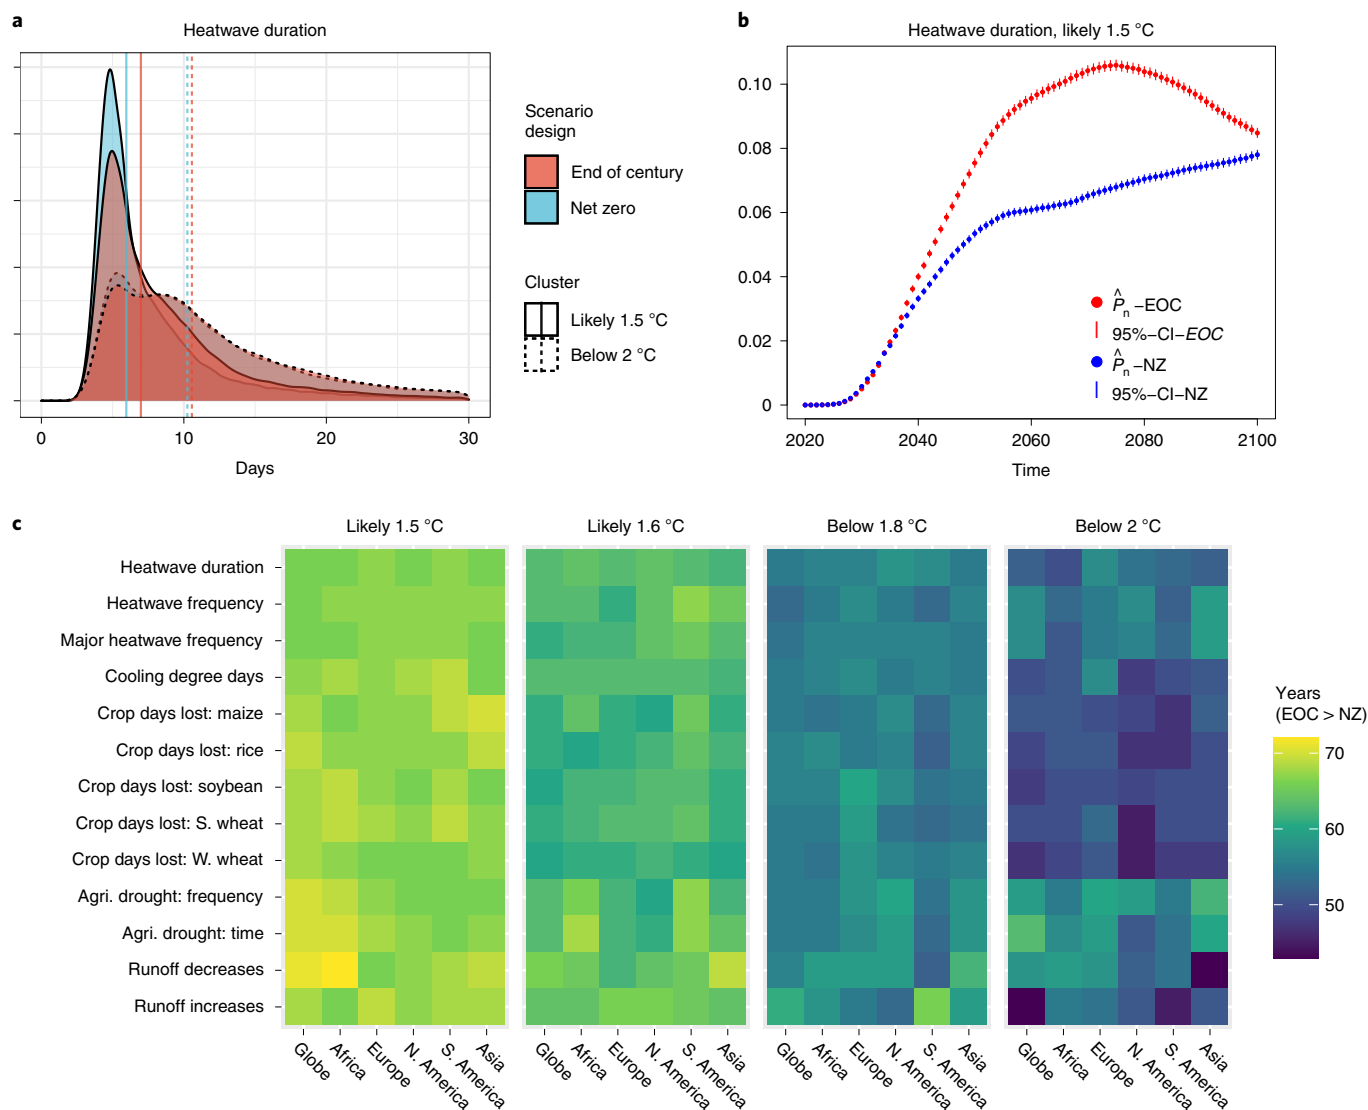 a
Heatwave duration
0
10
20
30
Days
Scenario
design
End of century
Net zero
Cluster
Likely 1.5 °C
Below 2 °C
b
Heatwave duration, likely 1.5 °C
0.10
0.08
0.06
0.04
0.02
0
2020
2040
2060
2080
2100
Time
P̂n –EOC
95%–CI–EOC
P̂n –NZ
95%–CI–NZ
c
Likely 1.5 °C
Likely 1.6 °C
Below 1.8 °C
Below 2 °C
Heatwave duration
Heatwave frequency
Major heatwave frequency
Cooling degree days
Crop days lost: maize
Crop days lost: rice
Crop days lost: soybean
Crop days lost: S. wheat
Crop days lost: W. wheat
Agri. drought: frequency
Agri. drought: time
Runoff decreases
Runoff increases
Globe
Africa
Europe
N. America
S. America
Asia
Globe
Africa
Europe
N. America
S. America
Asia
Globe
Africa
Europe
N. America
S. America
Asia
Globe
Africa
Europe
N. America
S. America
Asia
Years
(EOC > NZ)
70
60
50